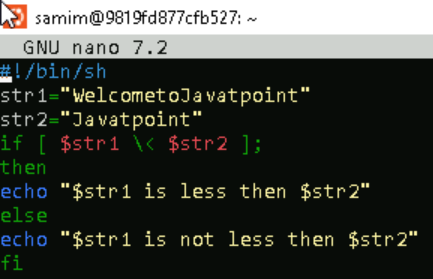 samim@9819fd877cfb527: ~
GNU nano 7.2
#!/bin/sh
str1="WelcometoJavatpoint"
str2="Javatpoint"
if [ $str1 \< $str2 ];
then
echo "$str1 is less then $str2"
else
echo "$str1 is not less then $str2"
fi